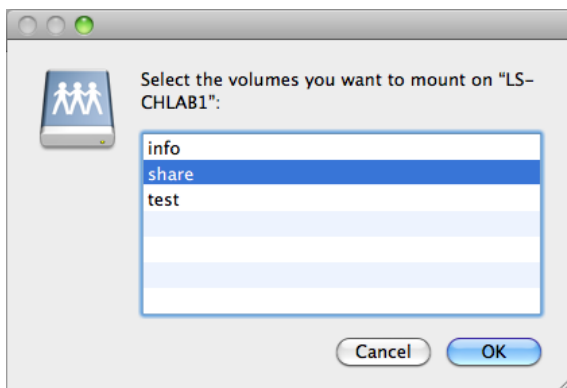 Select the volumes you want to mount on “LS-
CHLAB1”:
info
share
test
Cancel
OK